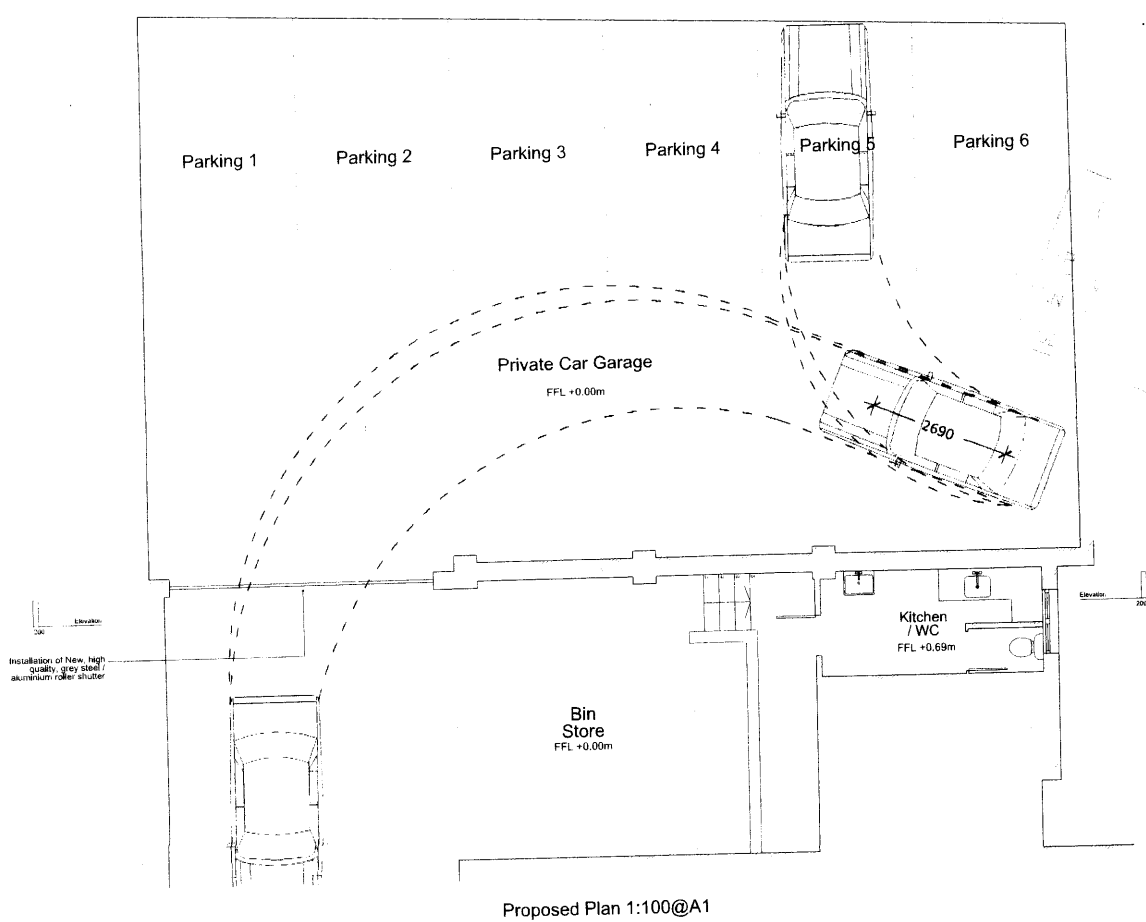 Parking 1
Parking 2
Parking 3
Parking 4
Parking 5
Parking 6
Private Car Garage
FFL +0.00m
2690
Elevation
200
Installation of New, high
quality, grey steel /
aluminium roller shutter
Kitchen
/ WC
FFL +0.69m
Elevation
200
Bin
Store
FFL +0.00m
Proposed Plan 1:100@A1